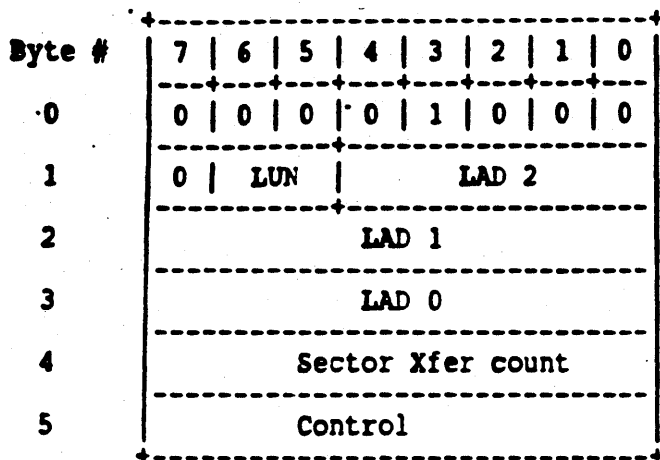 Byte # | 7 | 6 | 5 | 4 | 3 | 2 | 1 | 0
0 | 0 | 0 | 0 | 0 | 1 | 0 | 0 | 0
1 | 0 | LUN | LAD 2
2 LAD 1
3 LAD 0
4 Sector Xfer count
5 Control